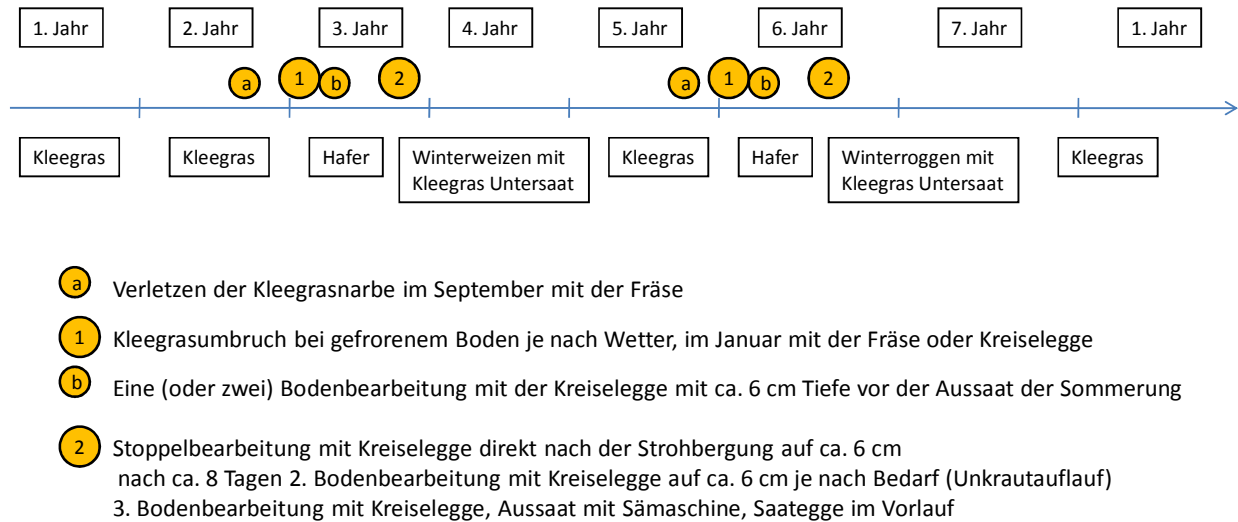 1. Jahr 2. Jahr 3. Jahr 4. Jahr 5. Jahr 6. Jahr 7. Jahr 1. Jahr
a 1 b 2 a 1 b 2
Kleegras Kleegras Hafer Winterweizen mit Kleegras Untersaat Kleegras Hafer Winterroggen mit Kleegras Untersaat Kleegras
a Verletzen der Kleegrasnarbe im September mit der Fräse
1 Kleegrasumbruch bei gefrorenem Boden je nach Wetter, im Januar mit der Fräse oder Kreiselegge
b Eine (oder zwei) Bodenbearbeitung mit der Kreiselegge mit ca. 6 cm Tiefe vor der Aussaat der Sommerung
2 Stoppelbearbeitung mit Kreiselegge direkt nach der Strohbergung auf ca. 6 cm
nach ca. 8 Tagen 2. Bodenbearbeitung mit Kreiselegge auf ca. 6 cm je nach Bedarf (Unkrautauflauf)
3. Bodenbearbeitung mit Kreiselegge, Aussaat mit Sämaschine, Saategge im Vorlauf